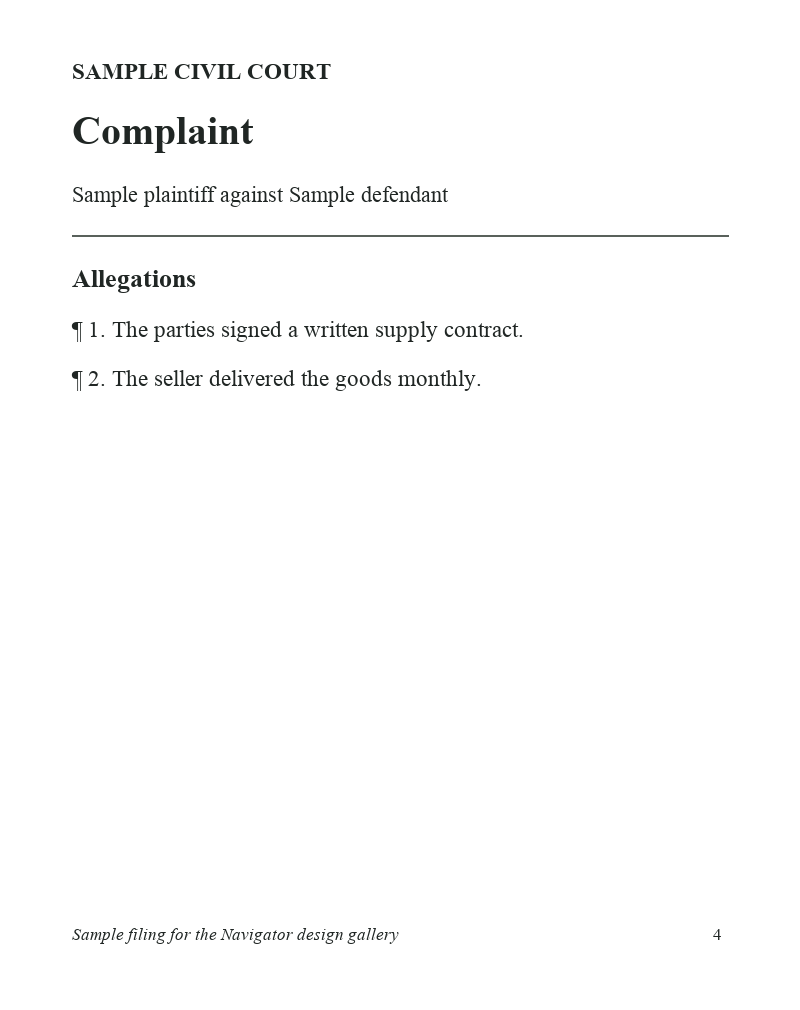 SAMPLE CIVIL COURT
Complaint
Sample plaintiff against Sample defendant
Allegations
¶ 1. The parties signed a written supply contract.
¶ 2. The seller delivered the goods monthly.
Sample filing for the Navigator design gallery 4